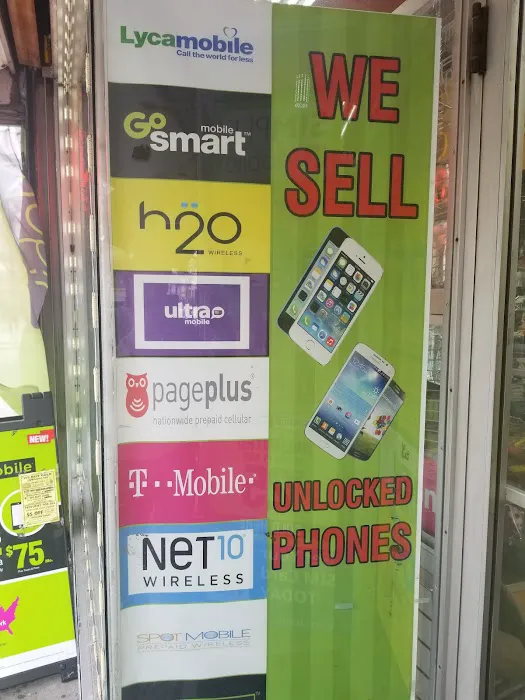 Lycamobile
Call the world for less
GO
mobile
smart™
h2o
WIRELESS
ultra
mobile
pageplus
nationwide prepaid cellular
T··Mobile·
NET10
WIRELESS
SPOT MOBILE
PREPAID WIRELESS
WE
SELL
UNLOCKED
PHONES
NEW!
obile
$75